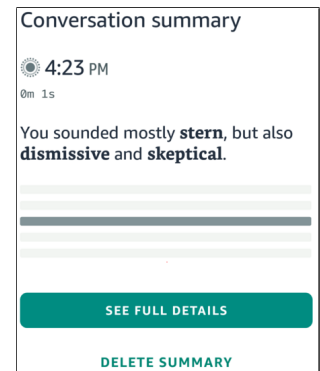 Conversation summary
4:23 PM
0m 1s
You sounded mostly stern, but also
dismissive and skeptical.
SEE FULL DETAILS
DELETE SUMMARY